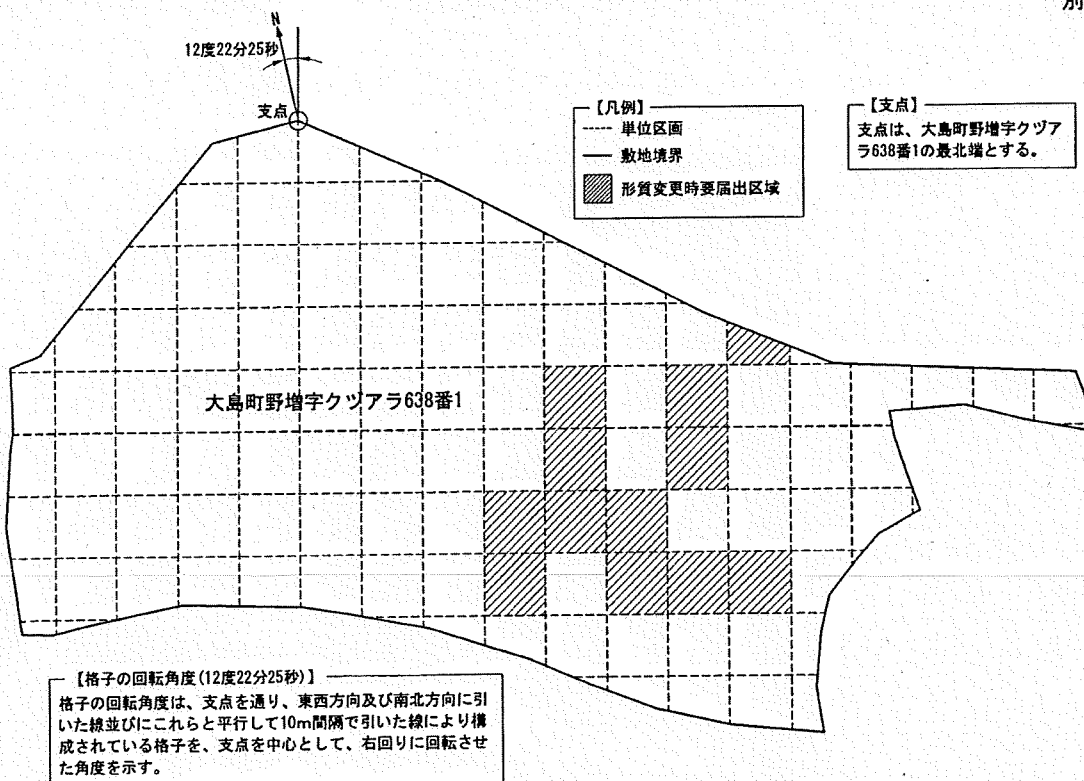 別
N
12度22分25秒
支点
【凡例】
単位区画
敷地境界
形質変更時要届出区域
【支点】
支点は、大島町野増字クヅア
ラ638番1の最北端とする。
大島町野増字クヅアラ638番1
【格子の回転角度(12度22分25秒)】
格子の回転角度は、支点を通り、東西方向及び南北方向に引
いた線並びにこれらと平行して10m間隔で引いた線により構
成されている格子を、支点を中心として、右回りに回転させ
た角度を示す。